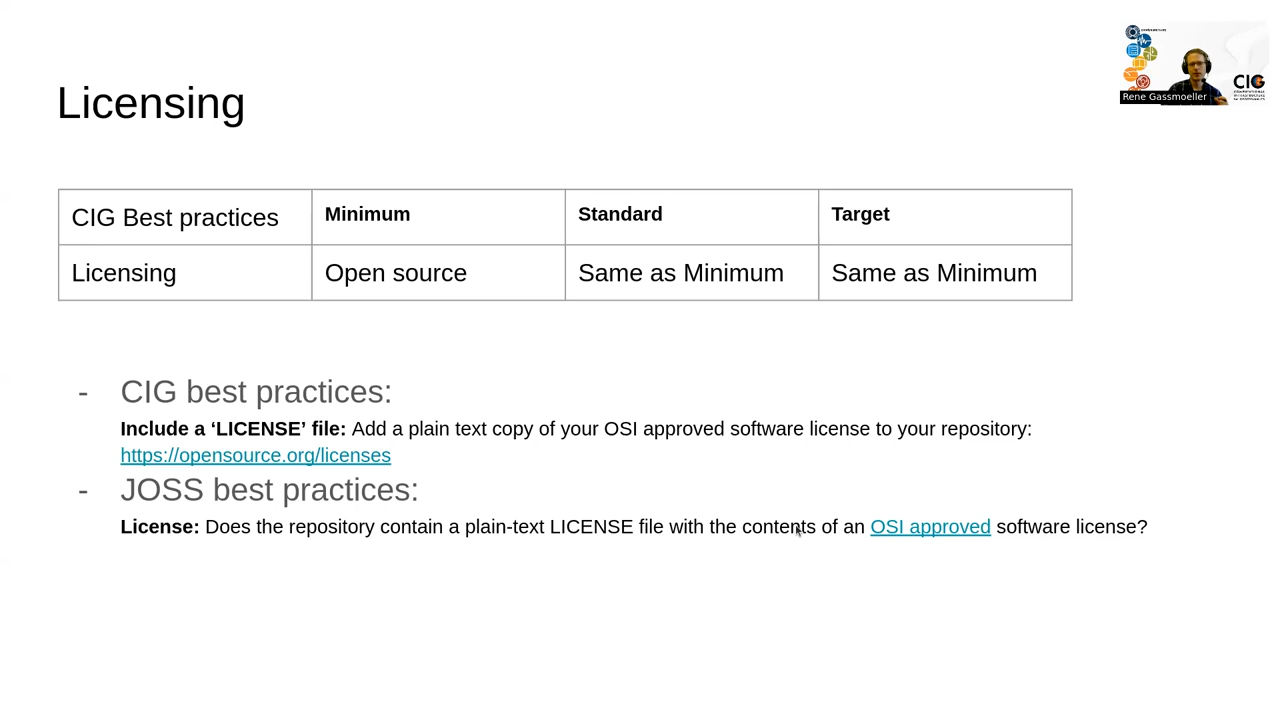 Licensing
Rene Gassmoeller
CIG
CIG Best practices Minimum Standard Target
Licensing Open source Same as Minimum Same as Minimum
- CIG best practices:
Include a ‘LICENSE’ file: Add a plain text copy of your OSI approved software license to your repository:
https://opensource.org/licenses
- JOSS best practices:
License: Does the repository contain a plain-text LICENSE file with the contents of an OSI approved software license?